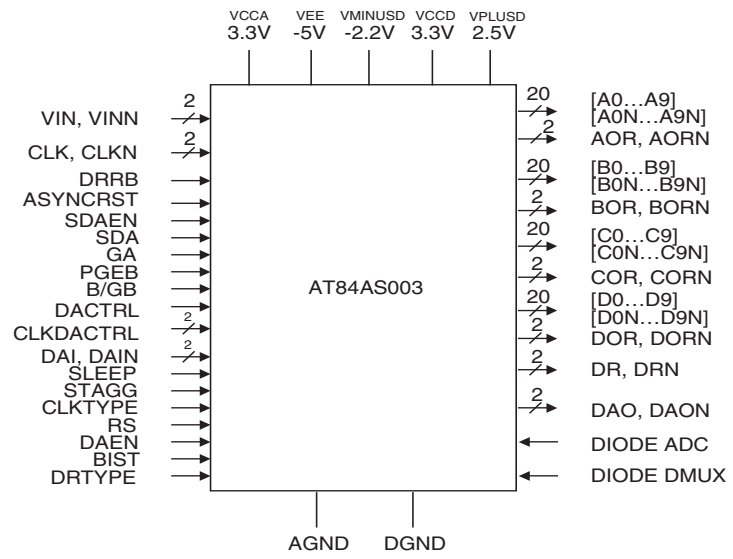 VCCA VEE VMINUSD VCCD VPLUSD
3.3V -5V -2.2V 3.3V 2.5V
2
VIN, VINN
2
CLK, CLKN
DRRB
ASYNCRST
SDAEN
SDA
GA
PGEB
B/GB
DACTRL
2
CLKDACTRL
2
DAI, DAIN
SLEEP
STAGG
CLKTYPE
RS
DAEN
BIST
DRTYPE
AT84AS003
20
[A0...A9]
[A0N...A9N]
2
AOR, AORN
20
[B0...B9]
[B0N...B9N]
2
BOR, BORN
20
[C0...C9]
[C0N...C9N]
2
COR, CORN
20
[D0...D9]
[D0N...D9N]
2
DOR, DORN
2
DR, DRN
2
DAO, DAON
DIODE ADC
DIODE DMUX
AGND DGND